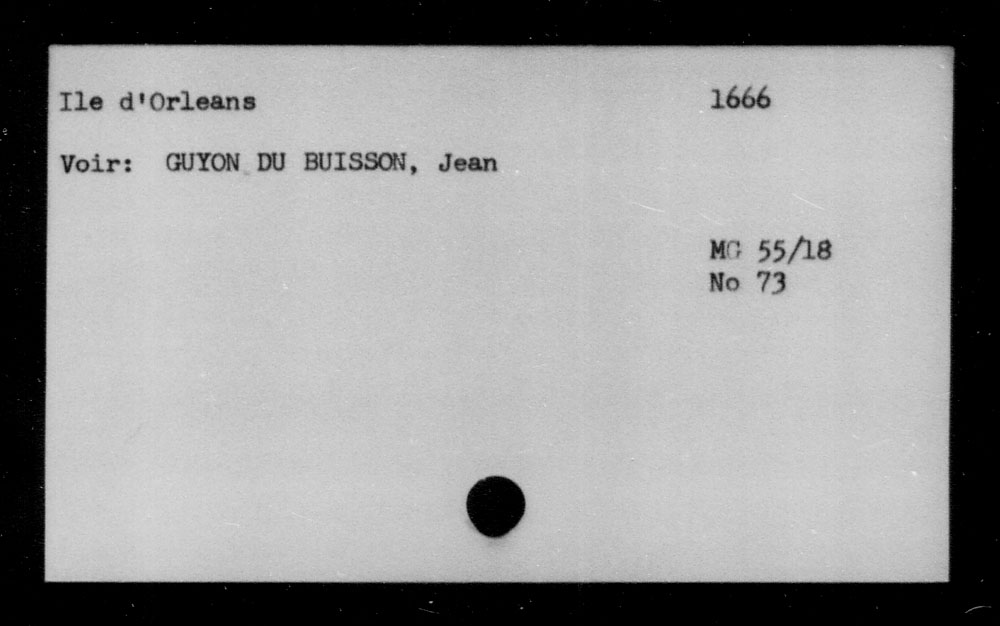 Ile d'Orleans 1666
Voir: GUYON DU BUISSON, Jean
MG 55/18
No 73